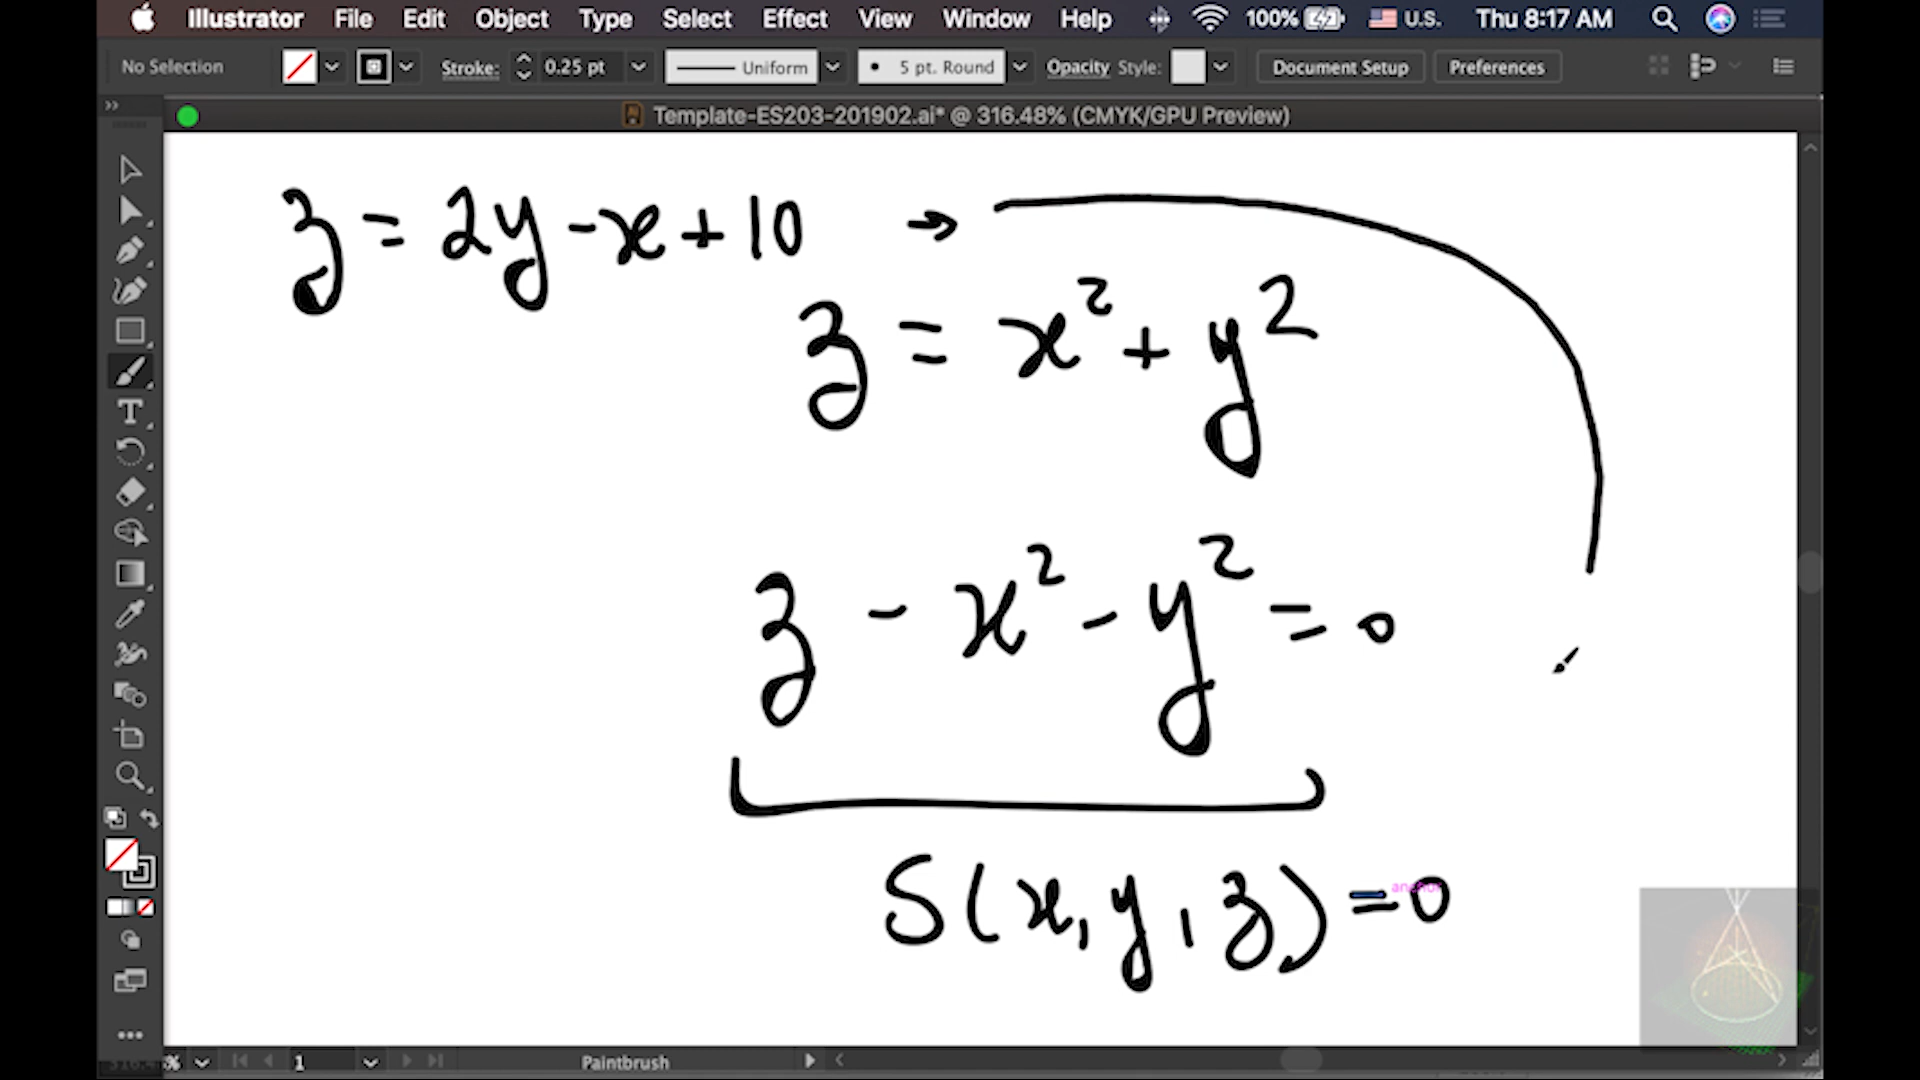 Illustrator File Edit Object Type Select Effect View Window Help 100% U.S. Thu 8:17 AM
No Selection Stroke: 0.25 pt Uniform 5 pt. Round Opacity Style: Document Setup Preferences
Template-ES203-201902.ai* @ 316.48% (CMYK/GPU Preview)
z = 2y - x + 10 →
z = x² + y²
z - x² - y² = 0
S(x, y, z) = 0
anchor
1 Paintbrush